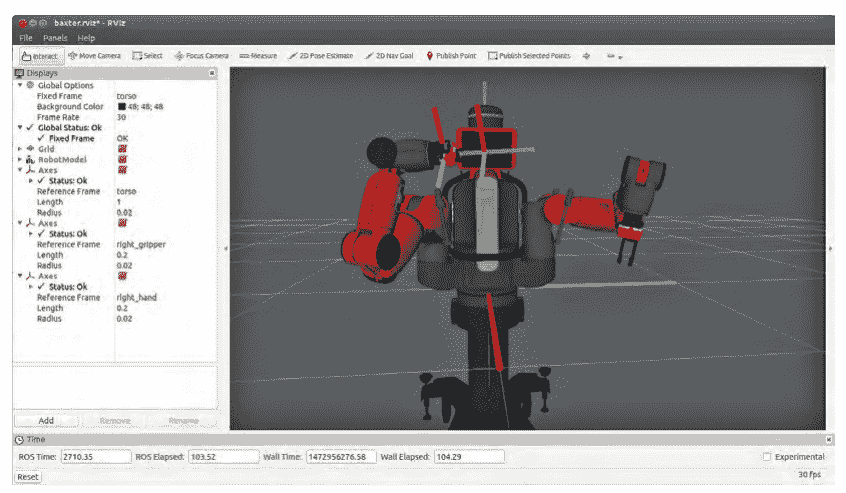 baxter.rviz* - RViz
File Panels Help
Interact Move Camera Select Focus Camera Measure 2D Pose Estimate 2D Nav Goal Publish Point Publish Selected Points
Displays
Global Options
Fixed Frame torso
Background Color 48; 48; 48
Frame Rate 30
Global Status: Ok
Fixed Frame OK
Grid
RobotModel
Axes
Status: Ok
Reference Frame torso
Length 1
Radius 0.02
Axes
Status: Ok
Reference Frame right_gripper
Length 0.2
Radius 0.02
Axes
Status: Ok
Reference Frame right_hand
Length 0.2
Radius 0.02
Add Remove Rename
Time
ROS Time: 2710.35 ROS Elapsed: 103.52 Wall Time: 1472956276.58 Wall Elapsed: 104.29 Experimental
Reset 30 fps